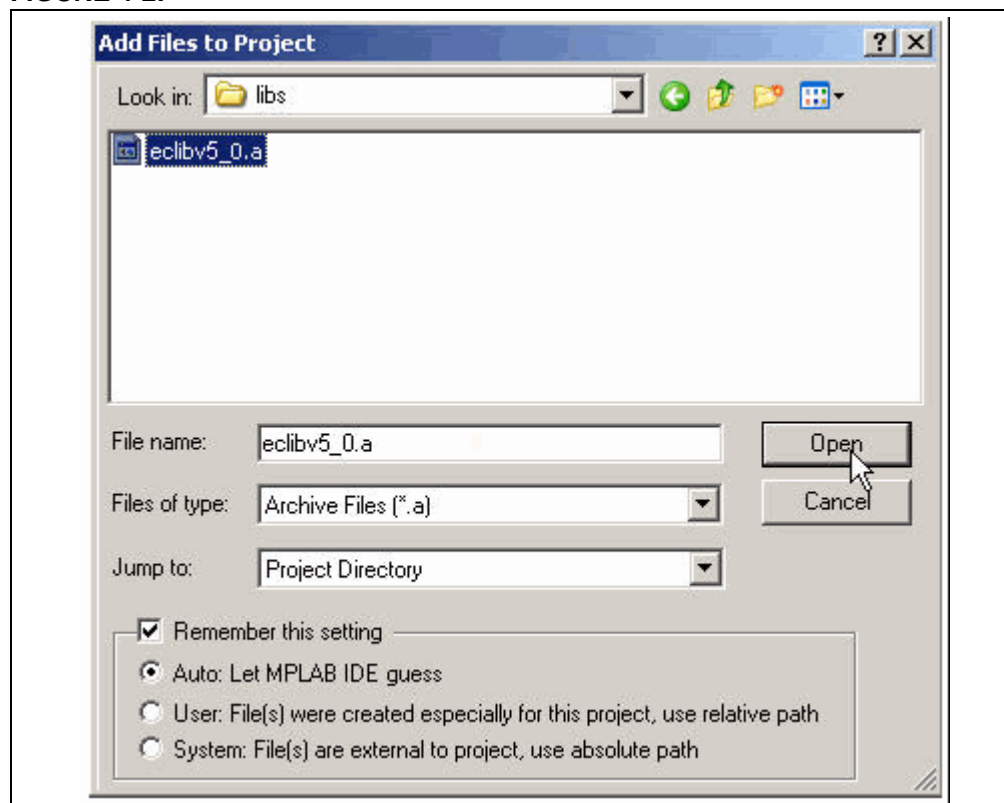 Add Files to Project
Look in: libs
eclibv5_0.a
File name: eclibv5_0.a Open
Files of type: Archive Files (*.a) Cancel
Jump to: Project Directory
Remember this setting
Auto: Let MPLAB IDE guess
User: File(s) were created especially for this project, use relative path
System: File(s) are external to project, use absolute path